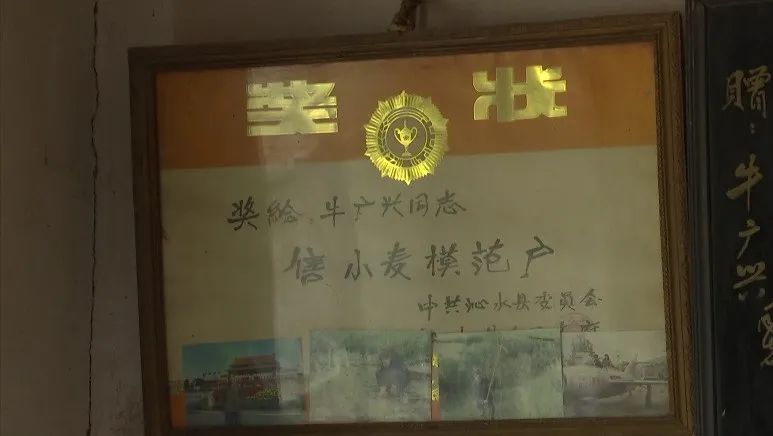 奖状
奖给:牛广兴同志
售小麦模范户
中共沁水县委员会
赠:牛广兴